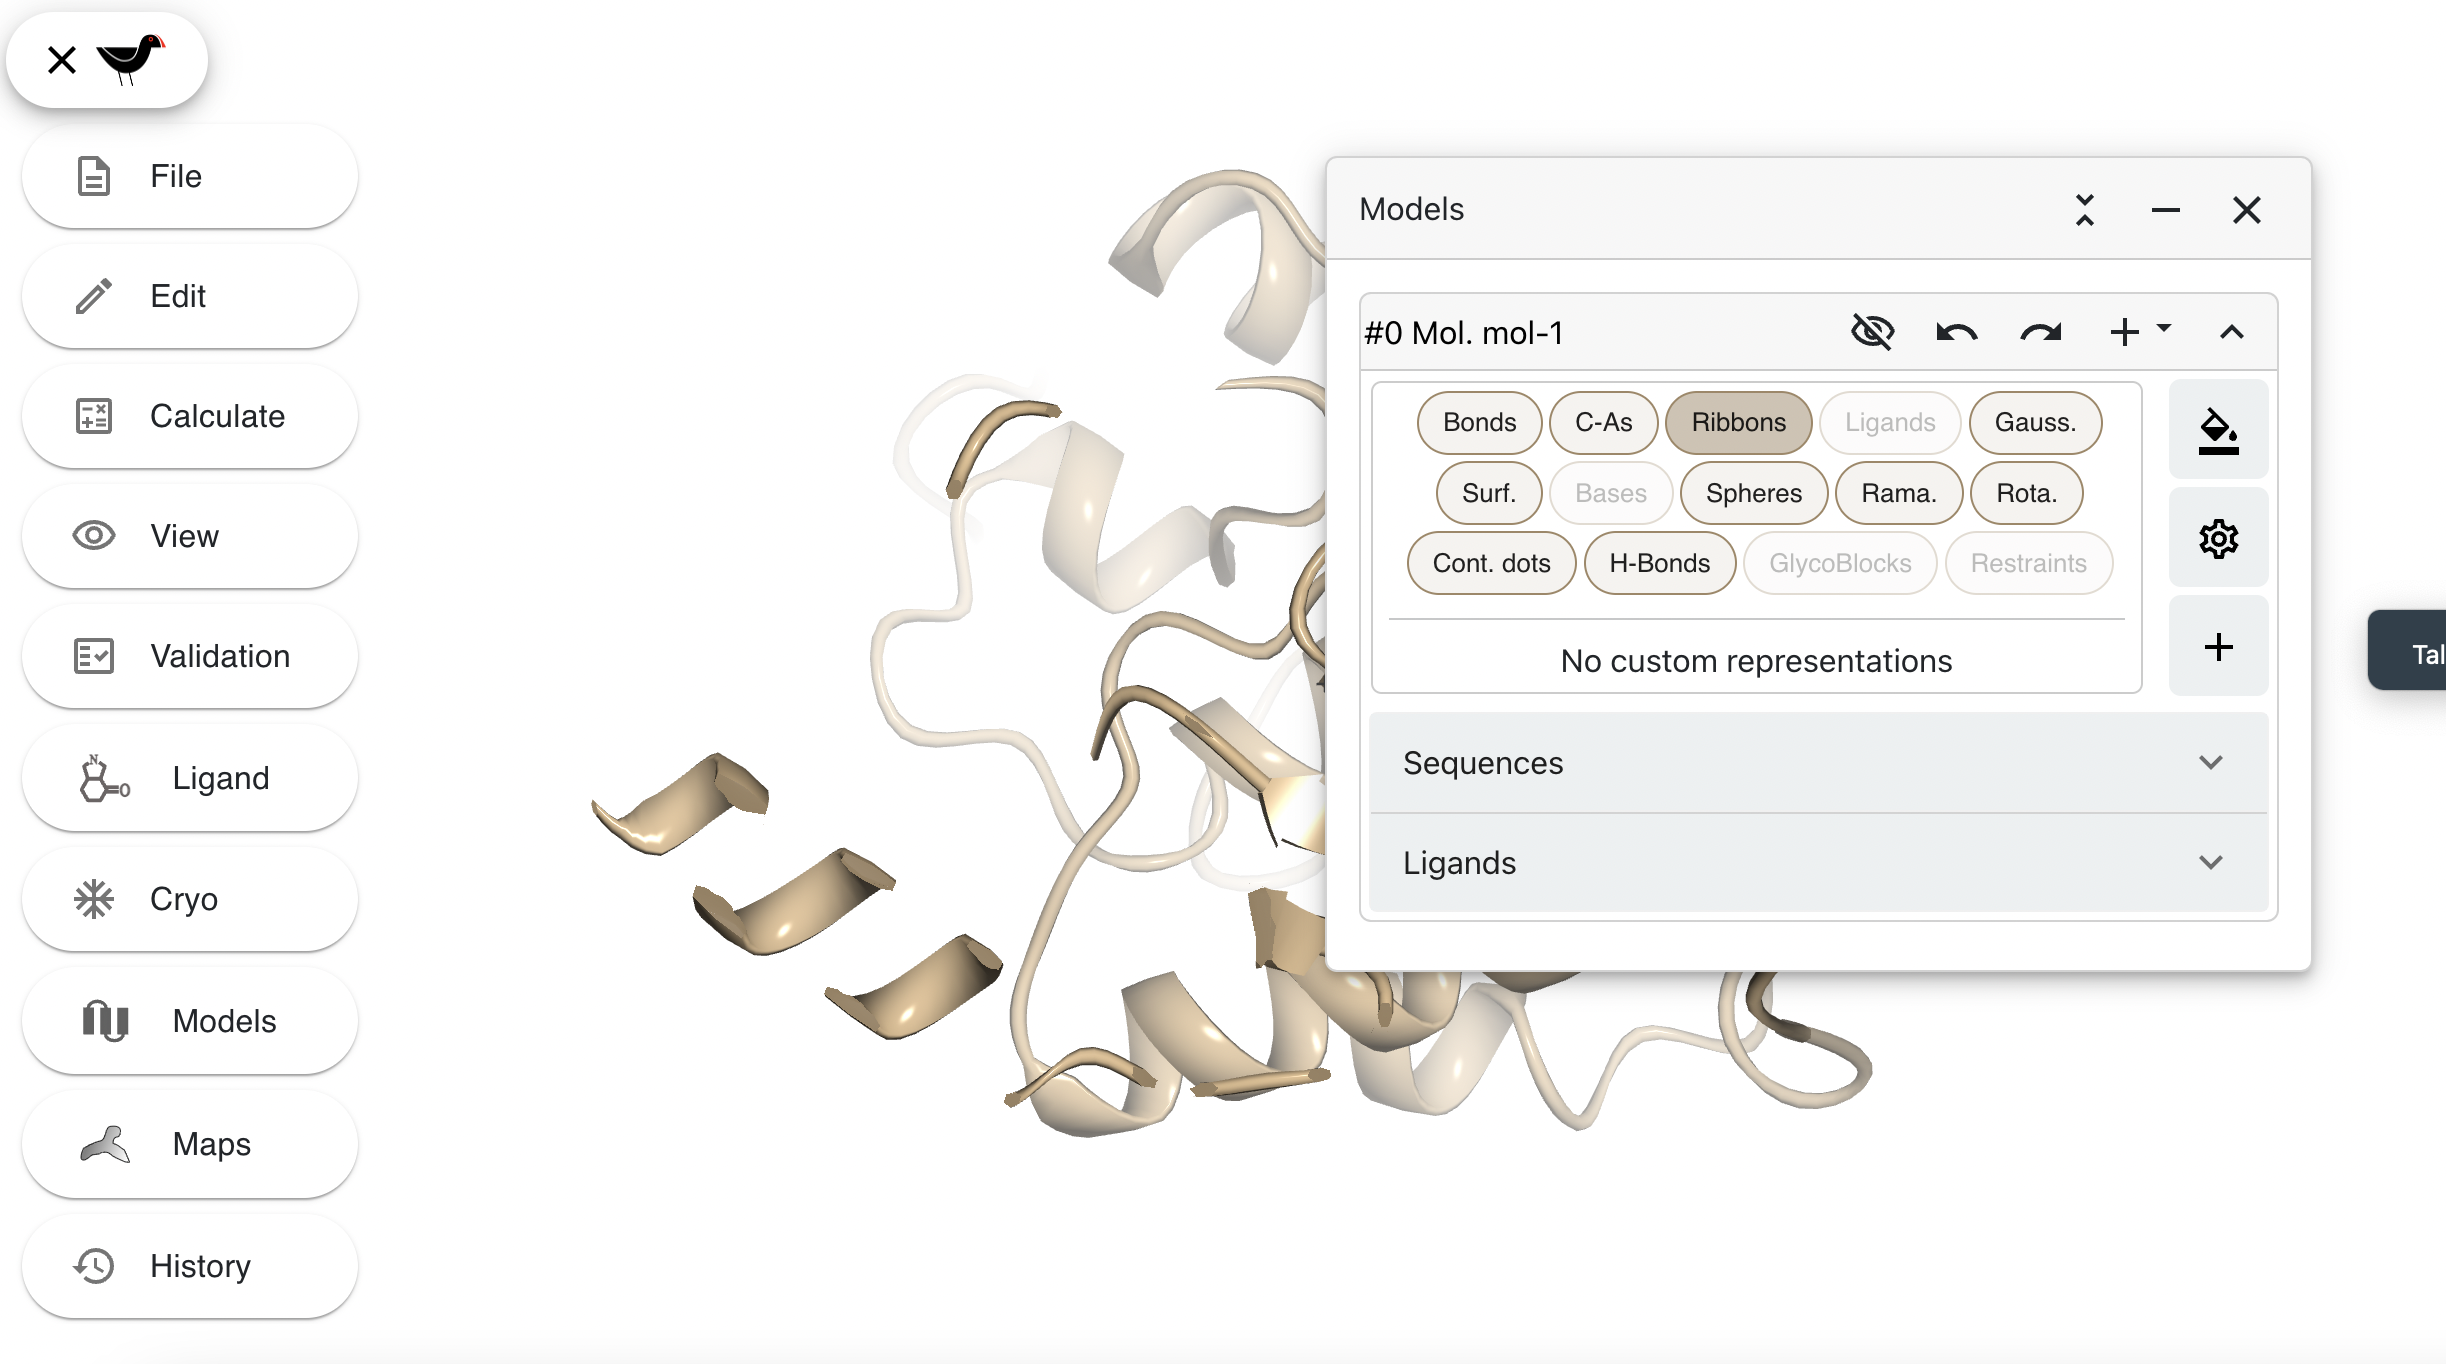 File
Edit
Calculate
View
Validation
N
O
Ligand
Cryo
Models
Maps
History
Models
#0 Mol. mol-1
Bonds C-As Ribbons Ligands Gauss.
Surf. Bases Spheres Rama. Rota.
Cont. dots H-Bonds GlycoBlocks Restraints
No custom representations
Sequences
Ligands